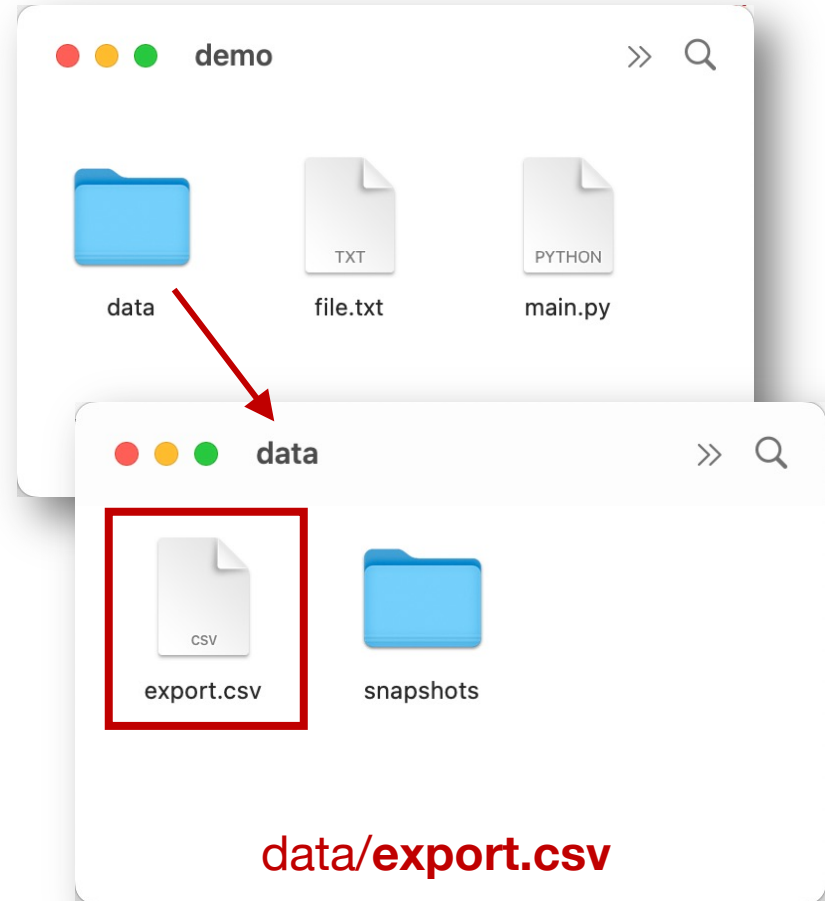 demo
TXT
PYTHON
data
file.txt
main.py
data
CSV
export.csv
snapshots
data/export.csv